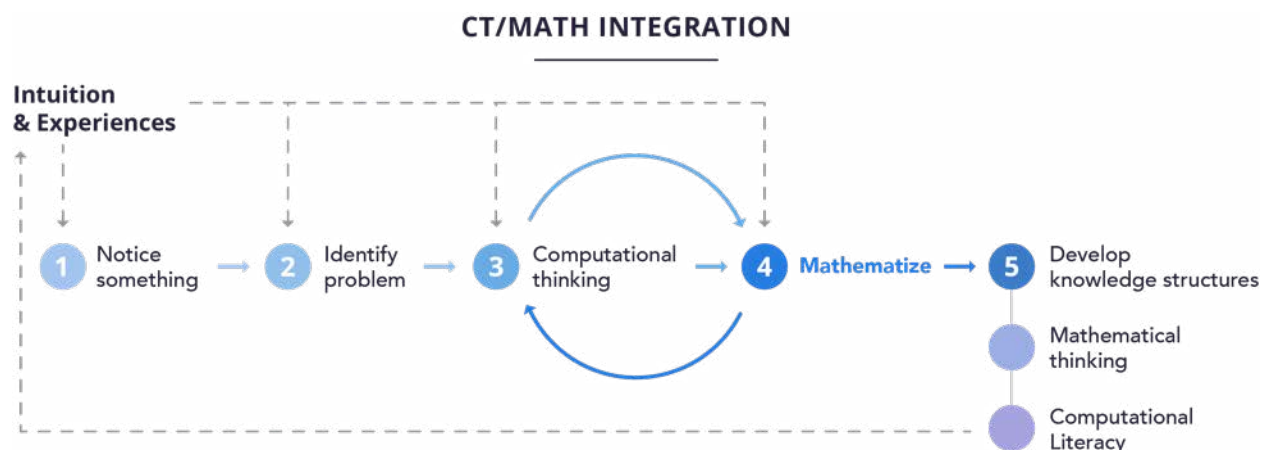 CT/MATH INTEGRATION
Intuition
& Experiences
1
Notice
something
2
Identify
problem
3
Computational
thinking
4
Mathematize
5
Develop
knowledge structures
Mathematical
thinking
Computational
Literacy